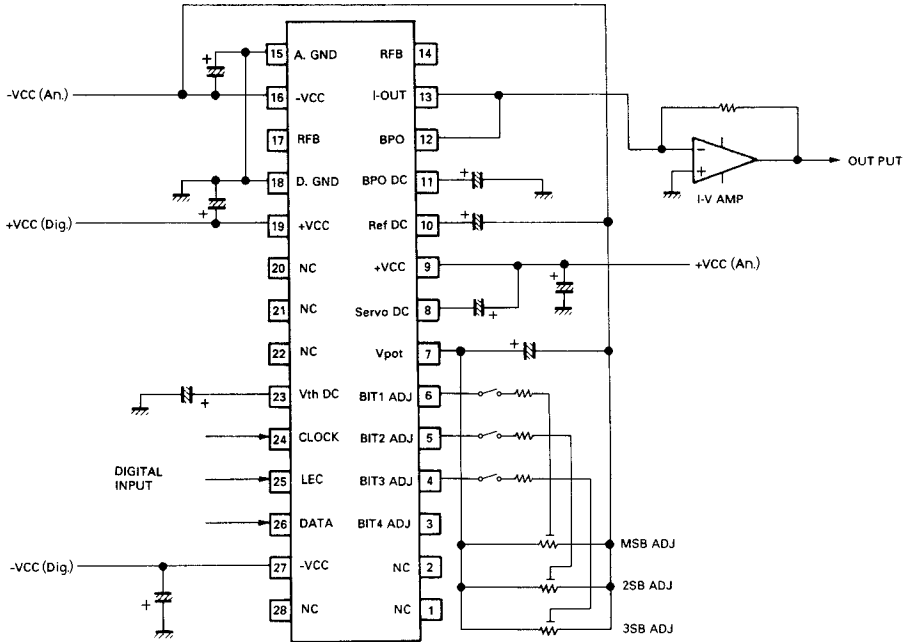 15 A. GND RFB 14
-VCC (An.) 16 -VCC I-OUT 13
17 RFB BPO 12
OUT PUT
I-V AMP
18 D. GND BPO DC 11
+VCC (Dig.) 19 +VCC Ref DC 10
20 NC +VCC 9 +VCC (An.)
21 NC Servo DC 8
22 NC Vpot 7
23 Vth DC BIT1 ADJ 6
24 CLOCK BIT2 ADJ 5
DIGITAL INPUT
25 LEC BIT3 ADJ 4
26 DATA BIT4 ADJ 3
MSB ADJ
-VCC (Dig.) 27 -VCC NC 2
2SB ADJ
28 NC NC 1
3SB ADJ